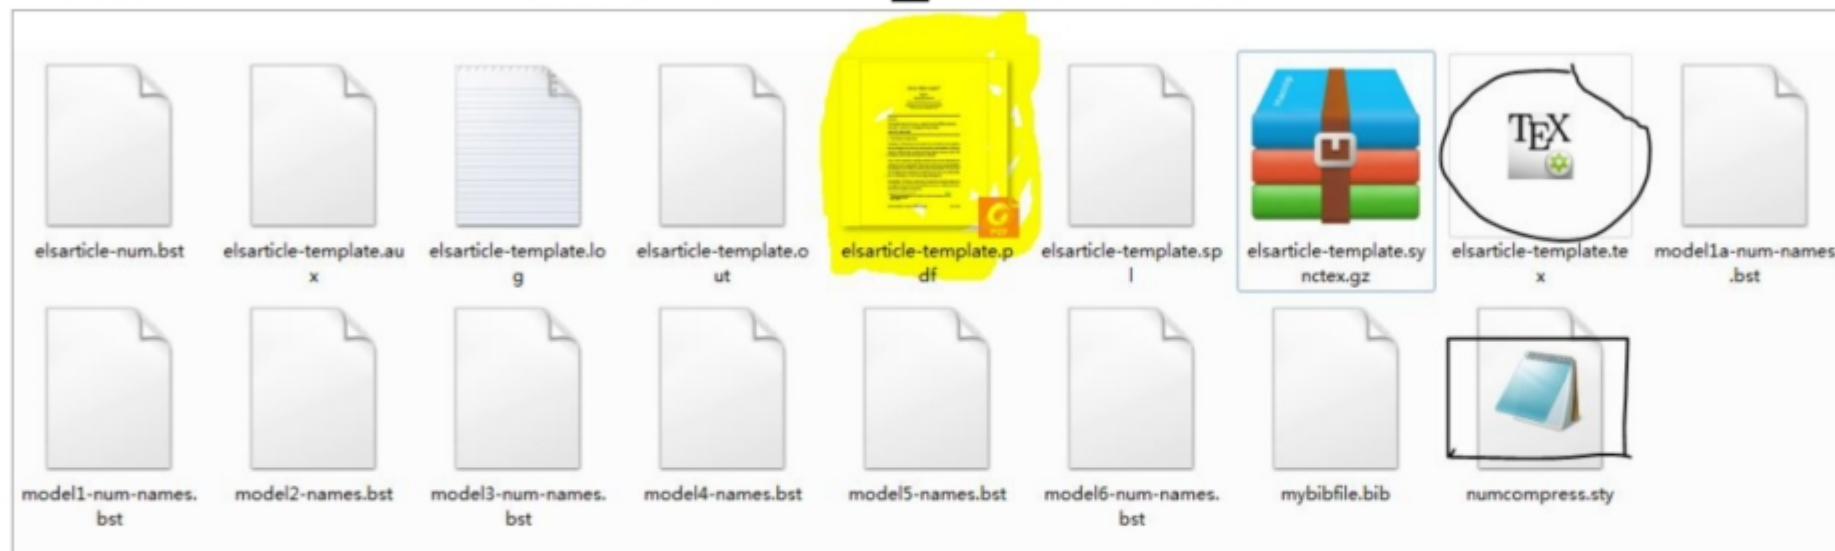 elsarticle-num.bst elsarticle-template.au elsarticle-template.lo elsarticle-template.o elsarticle-template.p elsarticle-template.sp elsarticle-template.sy elsarticle-template.te model1a-num-names
x g ut df l nctex.gz x .bst
TEX
PDF
model1-num-names. model2-names.bst model3-num-names. model4-names.bst model5-names.bst model6-num-names. mybibfile.bib numcompress.sty
bst bst bst